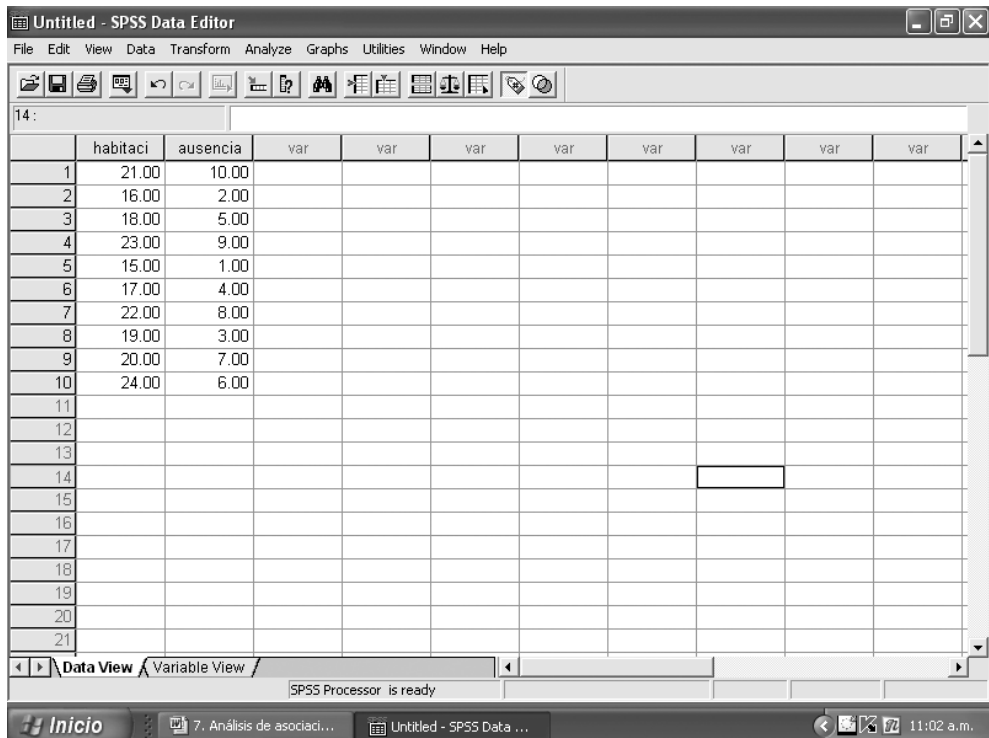 Untitled - SPSS Data Editor
File Edit View Data Transform Analyze Graphs Utilities Window Help
14 :
habitaci ausencia var var var var var var var var
1 21.00 10.00
2 16.00 2.00
3 18.00 5.00
4 23.00 9.00
5 15.00 1.00
6 17.00 4.00
7 22.00 8.00
8 19.00 3.00
9 20.00 7.00
10 24.00 6.00
11
12
13
14
15
16
17
18
19
20
21
Data View Variable View
SPSS Processor is ready
Inicio 7. Análisis de asociaci... Untitled - SPSS Data ... 11:02 a.m.